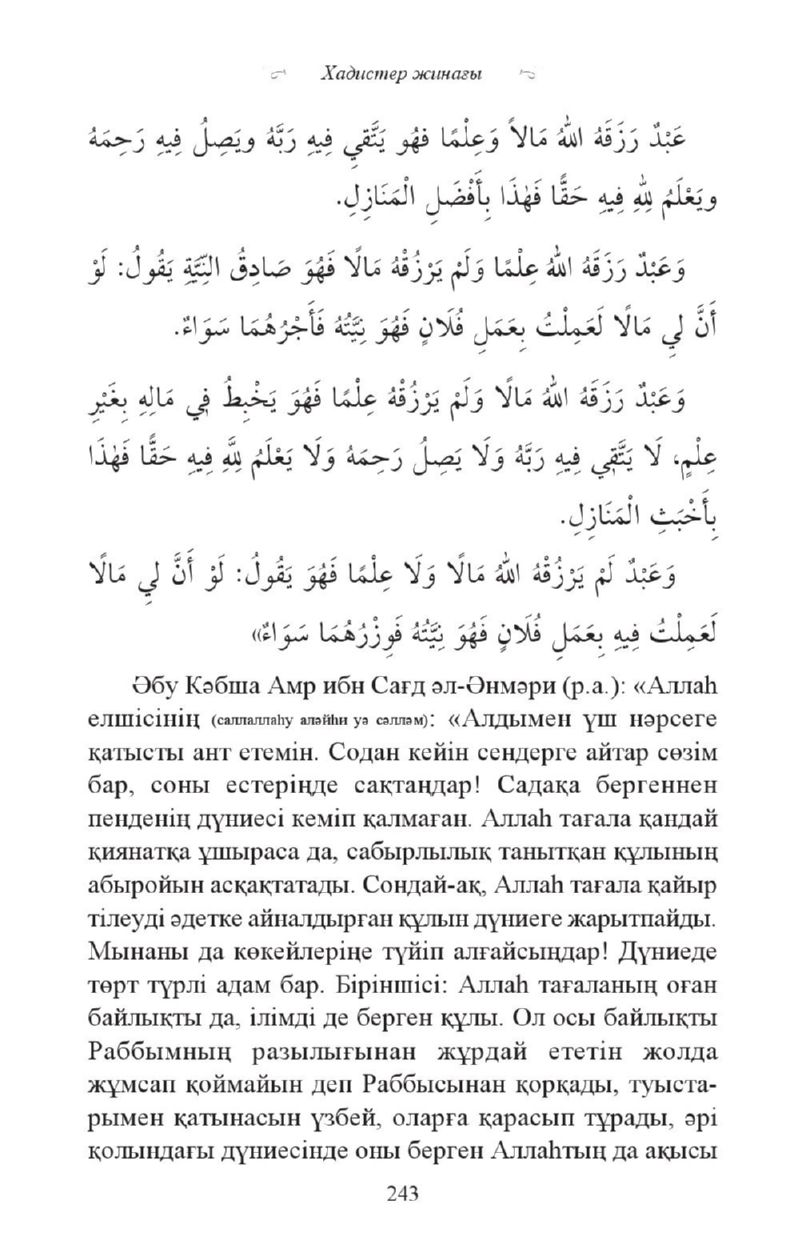 Хадистер жинағы
عَبْدٌ رَزَقَهُ اللهُ مَالاً وَعِلْمًا فهُو يَتَّقي فِيهِ رَبَّهُ ويَصِلُ فِيهِ رَحِمَهُ
ويَعْلَمُ لِلهِ فِيهِ حَقًّا فَهٰذَا بِأَفْضَلِ الْمَنَازِلِ.
وَعَبْدٌ رَزَقَهُ اللهُ عِلْمًا وَلَمْ يَرْزُقْهُ مَالًا فَهُوَ صَادِقُ النِّيَّةِ يَقُولُ: لَوْ
أَنَّ لِي مَالًا لَعَمِلْتُ بِعَمَلِ فُلَانٍ فَهُوَ نِيَّتُهُ فَأَجْرُهُمَا سَوَاءٌ.
وَعَبْدٌ رَزَقَهُ اللهُ مَالًا وَلَمْ يَرْزُقْهُ عِلْمًا فَهُوَ يَخْبِطُ فِي مَالِهِ بِغَيْرِ
عِلْمٍ، لَا يَتَّقِي فِيهِ رَبَّهُ وَلَا يَصِلُ رَحِمَهُ وَلَا يَعْلَمُ لِلَّهِ فِيهِ حَقًّا فَهٰذَا
بِأَخْبَثِ الْمَنَازِلِ.
وَعَبْدٌ لَمْ يَرْزُقْهُ اللهُ مَالًا وَلَا عِلْمًا فَهُوَ يَقُولُ: لَوْ أَنَّ لِي مَالًا
لَعَمِلْتُ فِيهِ بِعَمَلِ فُلَانٍ فَهُوَ نِيَّتُهُ فَوِزْرُهُمَا سَوَاءٌ»
Әбу Кәбша Амр ибн Сағд әл-Әнмәри (р.а.): «Аллаһ
елшісінің (саллаллаһу аләйһи уә сәлләм): «Алдымен үш нәрсеге
қатысты ант етемін. Содан кейін сендерге айтар сөзім
бар, соны естеріңде сақтаңдар! Садақа бергеннен
пенденің дүниесі кеміп қалмаған. Аллаһ тағала қандай
қиянатқа ұшыраса да, сабырлылық танытқан құлының
абыройын асқақтатады. Сондай-ақ, Аллаһ тағала қайыр
тілеуді әдетке айналдырған құлын дүниеге жарытпайды.
Мынаны да көкейлеріңе түйіп алғайсыңдар! Дүниеде
төрт түрлі адам бар. Біріншісі: Аллаһ тағаланың оған
байлықты да, ілімді де берген құлы. Ол осы байлықты
Раббымның разылығынан жұрдай ететін жолда
жұмсап қоймайын деп Раббысынан қорқады, туыста-
рымен қатынасын үзбей, оларға қарасып тұрады, әрі
қолындағы дүниесінде оны берген Аллаһтың да ақысы
243